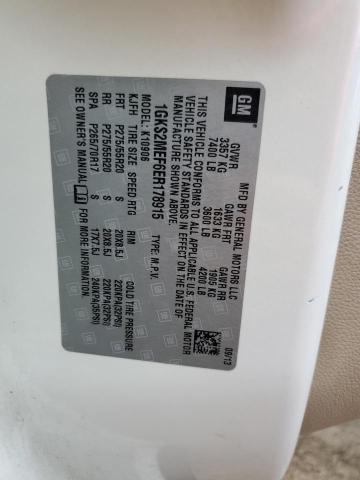 GM
MFD BY GENERAL MOTORS LLC
GVWR GAWR FRT GAWR RR
3357 KG 1633 KG 1905 KG
7400 LB 3600 LB 4200 LB
THIS VEHICLE CONFORMS TO ALL APPLICABLE U.S. FEDERAL MOTOR
VEHICLE SAFETY STANDARDS IN EFFECT ON THE DATE OF
MANUFACTURE SHOWN ABOVE.
09/13
1GKS2MEF6ER178915 TYPE: M.P.V.
MODEL: K10906
KJFH TIRE SIZE SPEED RTG RIM COLD TIRE PRESSURE
FRT P275/55R20 S 20X8.5J 220KPA(32PSI)
RR P275/55R20 S 20X8.5J 220KPA(32PSI)
SPA P265/70R17 S 17X7.5J 240KPA(35PSI)
SEE OWNER'S MANUAL